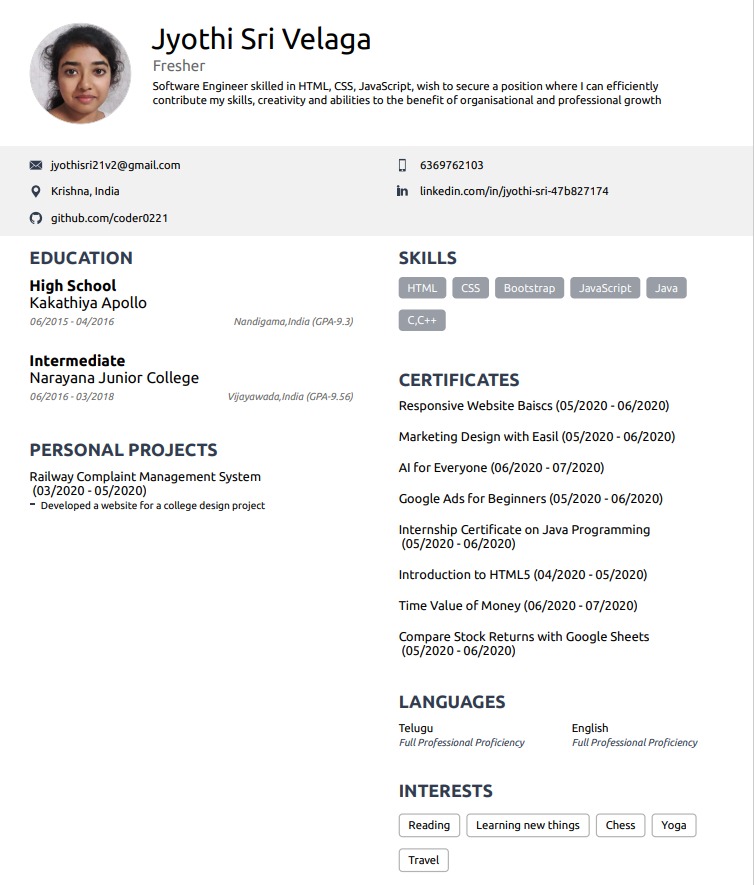 Jyothi Sri Velaga
Fresher
Software Engineer skilled in HTML, CSS, JavaScript, wish to secure a position where I can efficiently
contribute my skills, creativity and abilities to the benefit of organisational and professional growth
jyothisri21v2@gmail.com
6369762103
Krishna, India
linkedin.com/in/jyothi-sri-47b827174
github.com/coder0221
EDUCATION
High School
Kakathiya Apollo
06/2015 - 04/2016 Nandigama,India (GPA-9.3)
Intermediate
Narayana Junior College
06/2016 - 03/2018 Vijayawada,India (GPA-9.56)
PERSONAL PROJECTS
Railway Complaint Management System
(03/2020 - 05/2020)
- Developed a website for a college design project
SKILLS
HTML CSS Bootstrap JavaScript Java
C,C++
CERTIFICATES
Responsive Website Baiscs (05/2020 - 06/2020)
Marketing Design with Easil (05/2020 - 06/2020)
AI for Everyone (06/2020 - 07/2020)
Google Ads for Beginners (05/2020 - 06/2020)
Internship Certificate on Java Programming
(05/2020 - 06/2020)
Introduction to HTML5 (04/2020 - 05/2020)
Time Value of Money (06/2020 - 07/2020)
Compare Stock Returns with Google Sheets
(05/2020 - 06/2020)
LANGUAGES
Telugu English
Full Professional Proficiency Full Professional Proficiency
INTERESTS
Reading Learning new things Chess Yoga
Travel